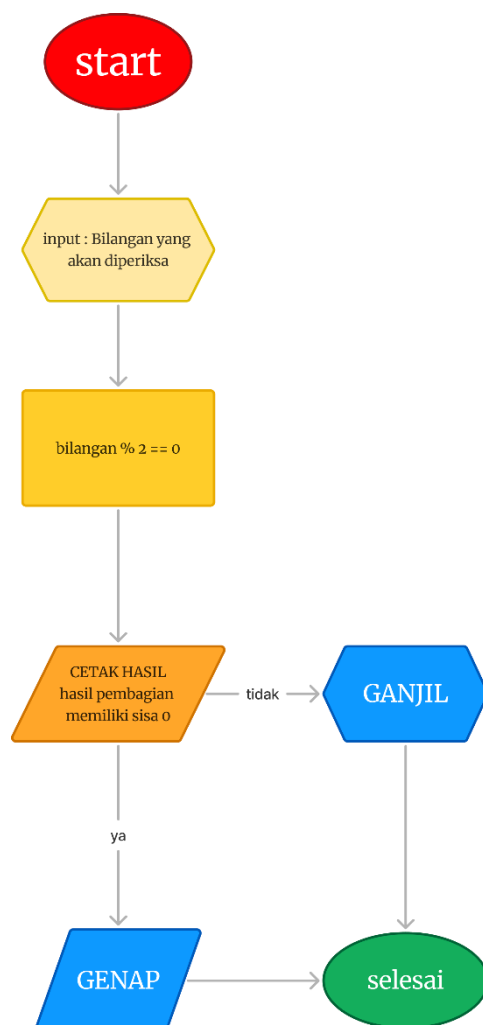 start
input : Bilangan yang
akan diperiksa
bilangan % 2 == 0
CETAK HASIL
hasil pembagian
memiliki sisa 0
tidak
GANJIL
ya
GENAP
selesai